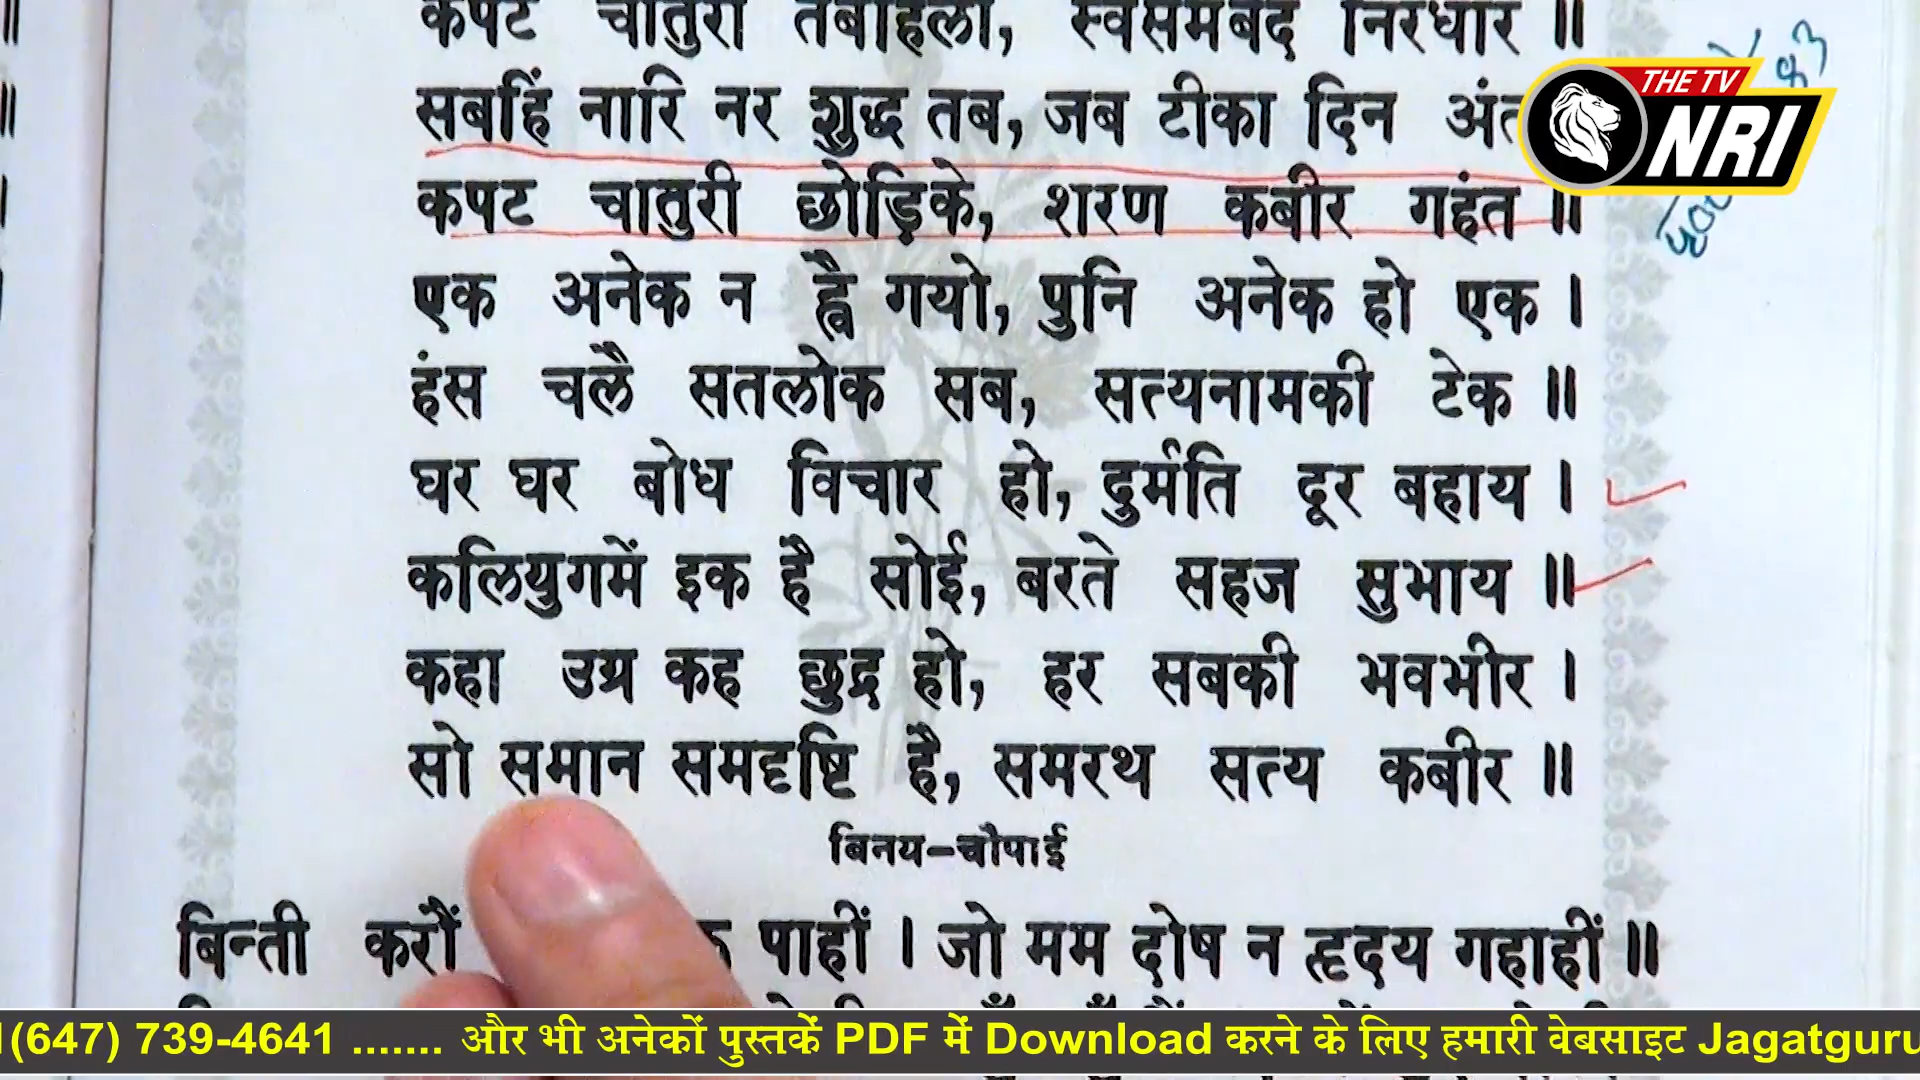 कपट चातुरी तबहिलों, स्वसमबेद निरधार ॥
सबहिं नारि नर शुद्ध तब, जब टीका दिन अंत
कपट चातुरी छोड़िके, शरण कबीर गहंत ॥
एक अनेक न ह्वै गयो, पुनि अनेक हो एक ।
हंस चलै सतलोक सब, सत्यनामकी टेक ॥
घर घर बोध विचार हो, दुर्मति दूर बहाय ।
कलियुगमें इक है सोई, बरते सहज सुभाय ॥
कहा उग्र कह छुद्र हो, हर सबकी भवभीर ।
सो समान समदृष्टि है, समरथ सत्य कबीर ॥
बिनय-चौपाई
बिन्ती करौं पाहीं । जो मम दोष न हृदय गहाहीं ॥
THE TV
NRI
1(647) 739-4641 ....... और भी अनेकों पुस्तकें PDF में Download करने के लिए हमारी वेबसाइट Jagatguru